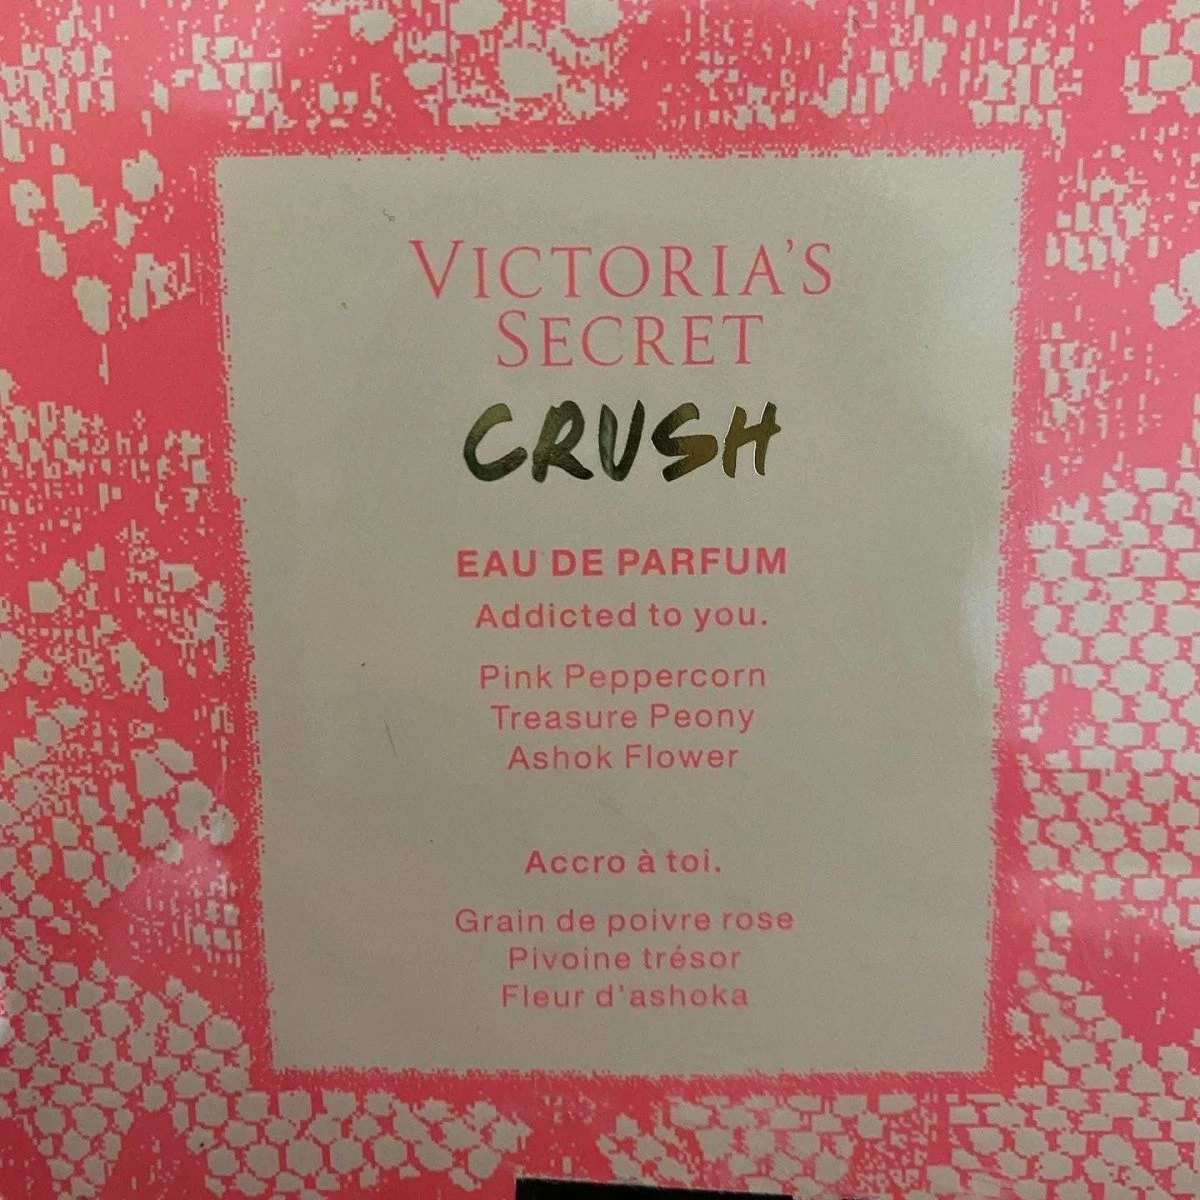 VICTORIA'S
SECRET
CRUSH
EAU DE PARFUM
Addicted to you.
Pink Peppercorn
Treasure Peony
Ashok Flower
Accro à toi.
Grain de poivre rose
Pivoine trésor
Fleur d'ashoka